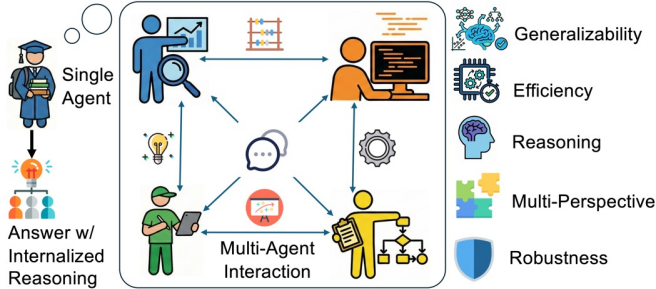 Single
Agent
Answer w/
Internalized
Reasoning
Multi-Agent
Interaction
Generalizability
Efficiency
Reasoning
Multi-Perspective
Robustness